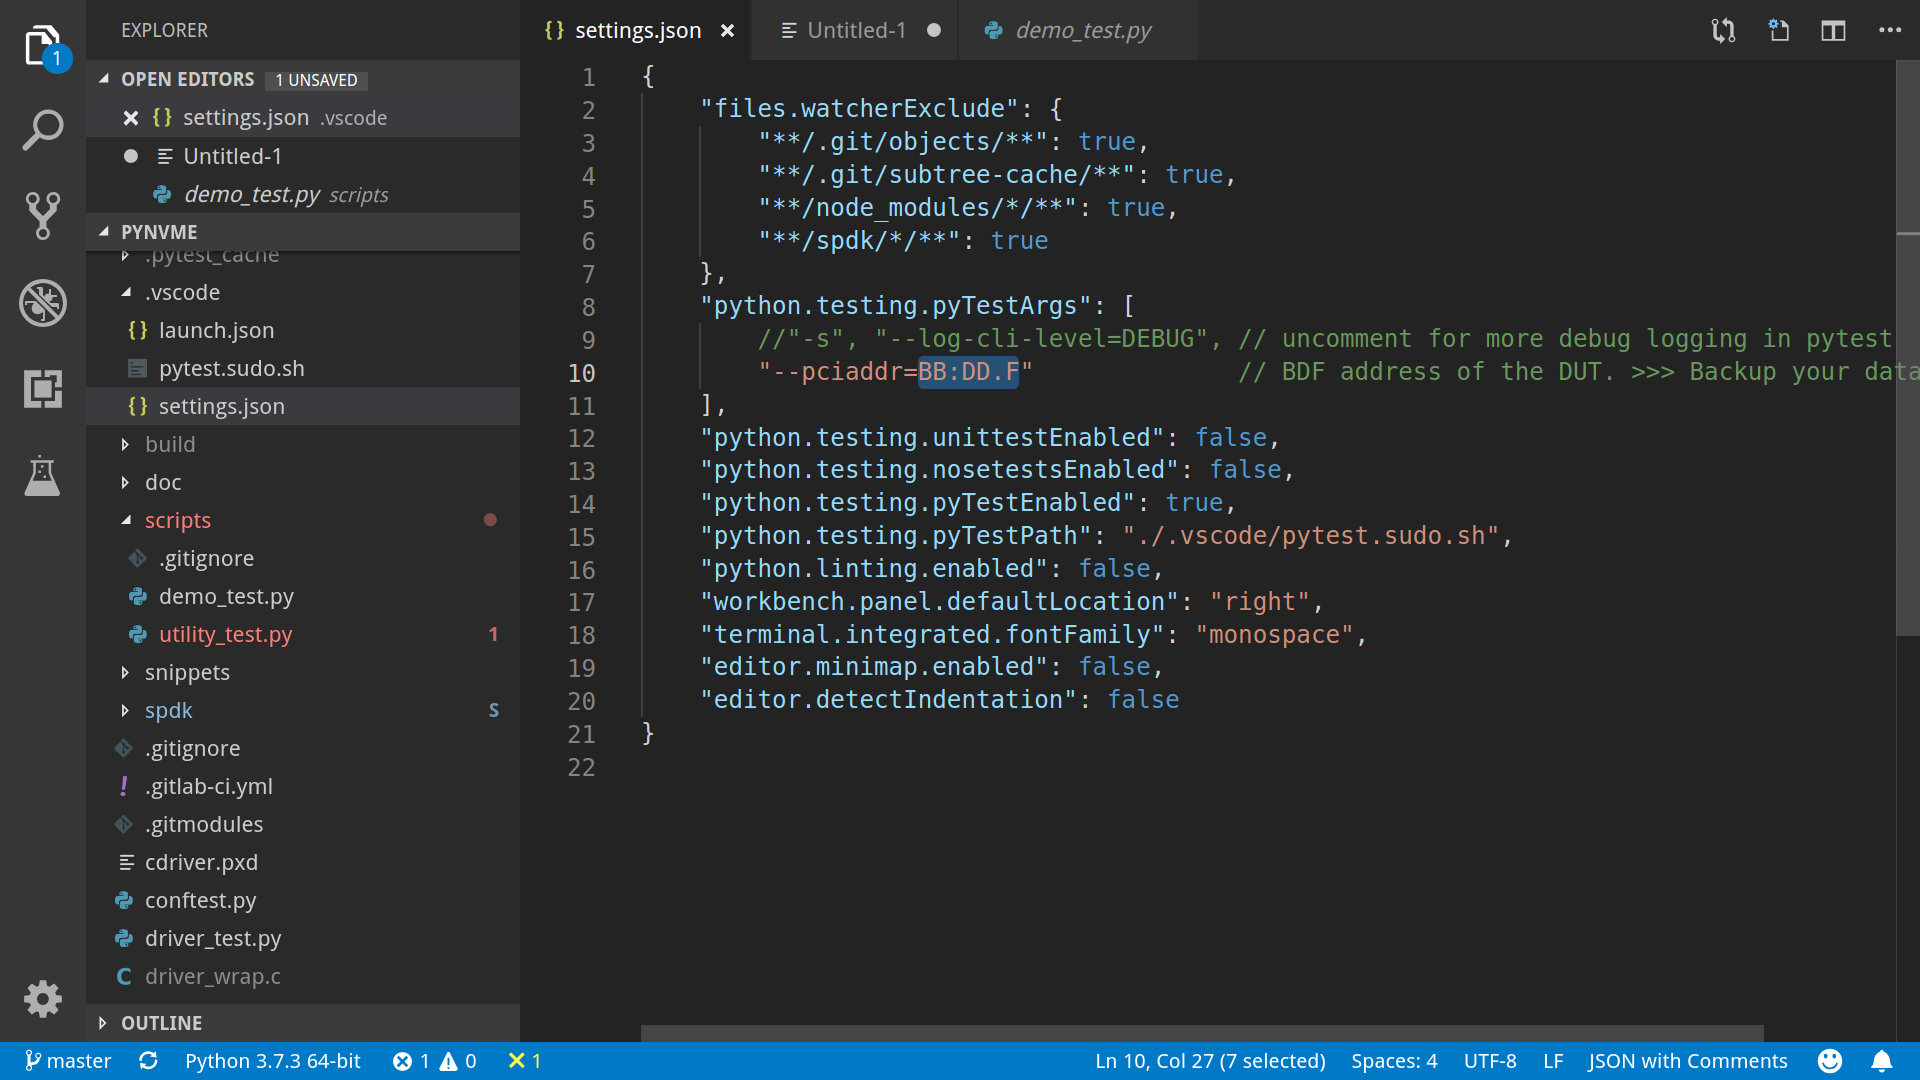 EXPLORER
OPEN EDITORS 1 UNSAVED
settings.json .vscode
Untitled-1
demo_test.py scripts
PYNVME
.pytest_cache
.vscode
launch.json
pytest.sudo.sh
settings.json
build
doc
scripts
.gitignore
demo_test.py
utility_test.py 1
snippets
spdk S
.gitignore
.gitlab-ci.yml
.gitmodules
cdriver.pxd
conftest.py
driver_test.py
driver_wrap.c
OUTLINE
1
settings.json Untitled-1 demo_test.py
1 {
2 "files.watcherExclude": {
3 "**/.git/objects/**": true,
4 "**/.git/subtree-cache/**": true,
5 "**/node_modules/*/**": true,
6 "**/spdk/*/**": true
7 },
8 "python.testing.pyTestArgs": [
9 //"-s", "--log-cli-level=DEBUG", // uncomment for more debug logging in pytest
10 "--pciaddr=BB:DD.F" // BDF address of the DUT. >>> Backup your data
11 ],
12 "python.testing.unittestEnabled": false,
13 "python.testing.nosetestsEnabled": false,
14 "python.testing.pyTestEnabled": true,
15 "python.testing.pyTestPath": "./.vscode/pytest.sudo.sh",
16 "python.linting.enabled": false,
17 "workbench.panel.defaultLocation": "right",
18 "terminal.integrated.fontFamily": "monospace",
19 "editor.minimap.enabled": false,
20 "editor.detectIndentation": false
21 }
22
master Python 3.7.3 64-bit 1 0 1 Ln 10, Col 27 (7 selected) Spaces: 4 UTF-8 LF JSON with Comments